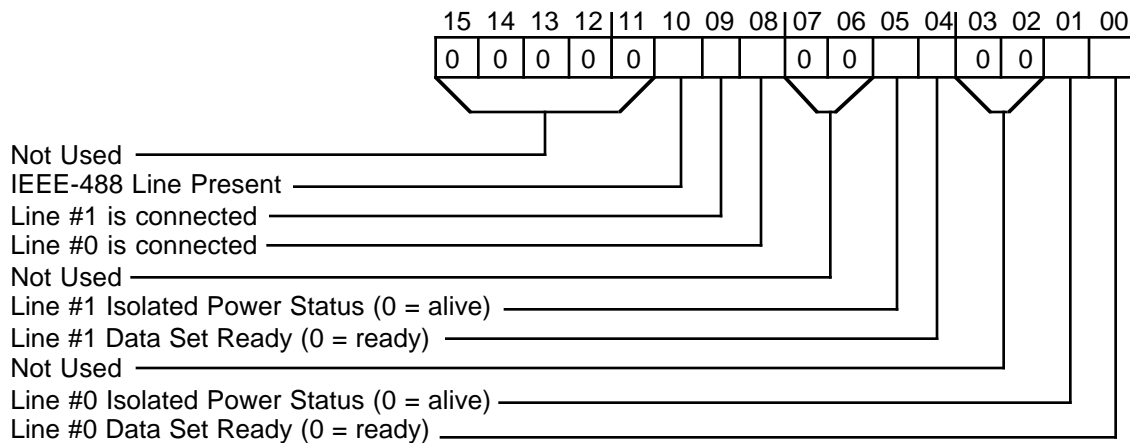 15 14 13 12 11 10 09 08 07 06 05 04 03 02 01 00
0 0 0 0 0 0 0 0 0
Not Used
IEEE-488 Line Present
Line #1 is connected
Line #0 is connected
Not Used
Line #1 Isolated Power Status (0 = alive)
Line #1 Data Set Ready (0 = ready)
Not Used
Line #0 Isolated Power Status (0 = alive)
Line #0 Data Set Ready (0 = ready)